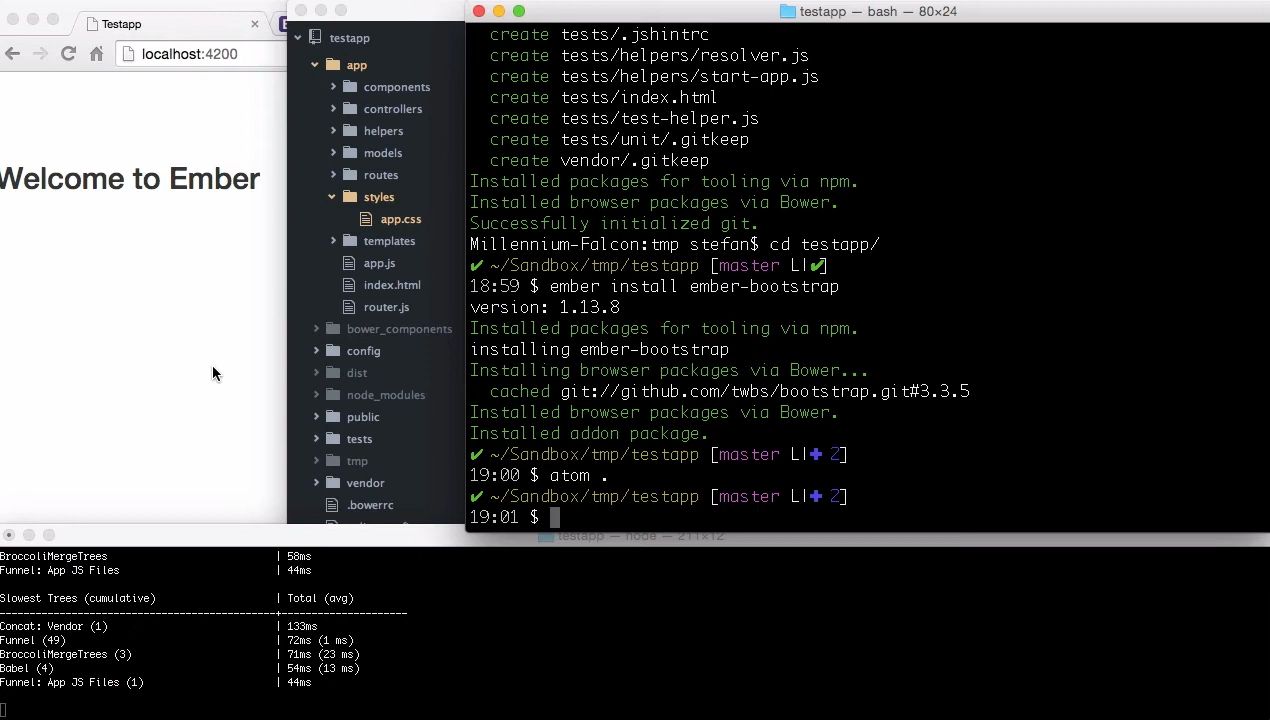 Testapp
localhost:4200
Welcome to Ember
testapp
app
components
controllers
helpers
models
routes
styles
app.css
templates
app.js
index.html
router.js
bower_components
config
dist
node_modules
public
tests
tmp
vendor
.bowerrc
testapp — bash — 80×24
create tests/.jshintrc
create tests/helpers/resolver.js
create tests/helpers/start-app.js
create tests/index.html
create tests/test-helper.js
create tests/unit/.gitkeep
create vendor/.gitkeep
Installed packages for tooling via npm.
Installed browser packages via Bower.
Successfully initialized git.
Millennium-Falcon:tmp stefan$ cd testapp/
✔ ~/Sandbox/tmp/testapp [master L|✔]
18:59 $ ember install ember-bootstrap
version: 1.13.8
Installed packages for tooling via npm.
installing ember-bootstrap
Installing browser packages via Bower...
cached git://github.com/twbs/bootstrap.git#3.3.5
Installed browser packages via Bower.
Installed addon package.
✔ ~/Sandbox/tmp/testapp [master L|✚ 2]
19:00 $ atom .
✔ ~/Sandbox/tmp/testapp [master L|✚ 2]
19:01 $
testapp — node — 211×12
BroccoliMergeTrees | 58ms
Funnel: App JS Files | 44ms
Slowest Trees (cumulative) | Total (avg)
Concat: Vendor (1) | 133ms
Funnel (49) | 72ms (1 ms)
BroccoliMergeTrees (3) | 71ms (23 ms)
Babel (4) | 54ms (13 ms)
Funnel: App JS Files (1) | 44ms